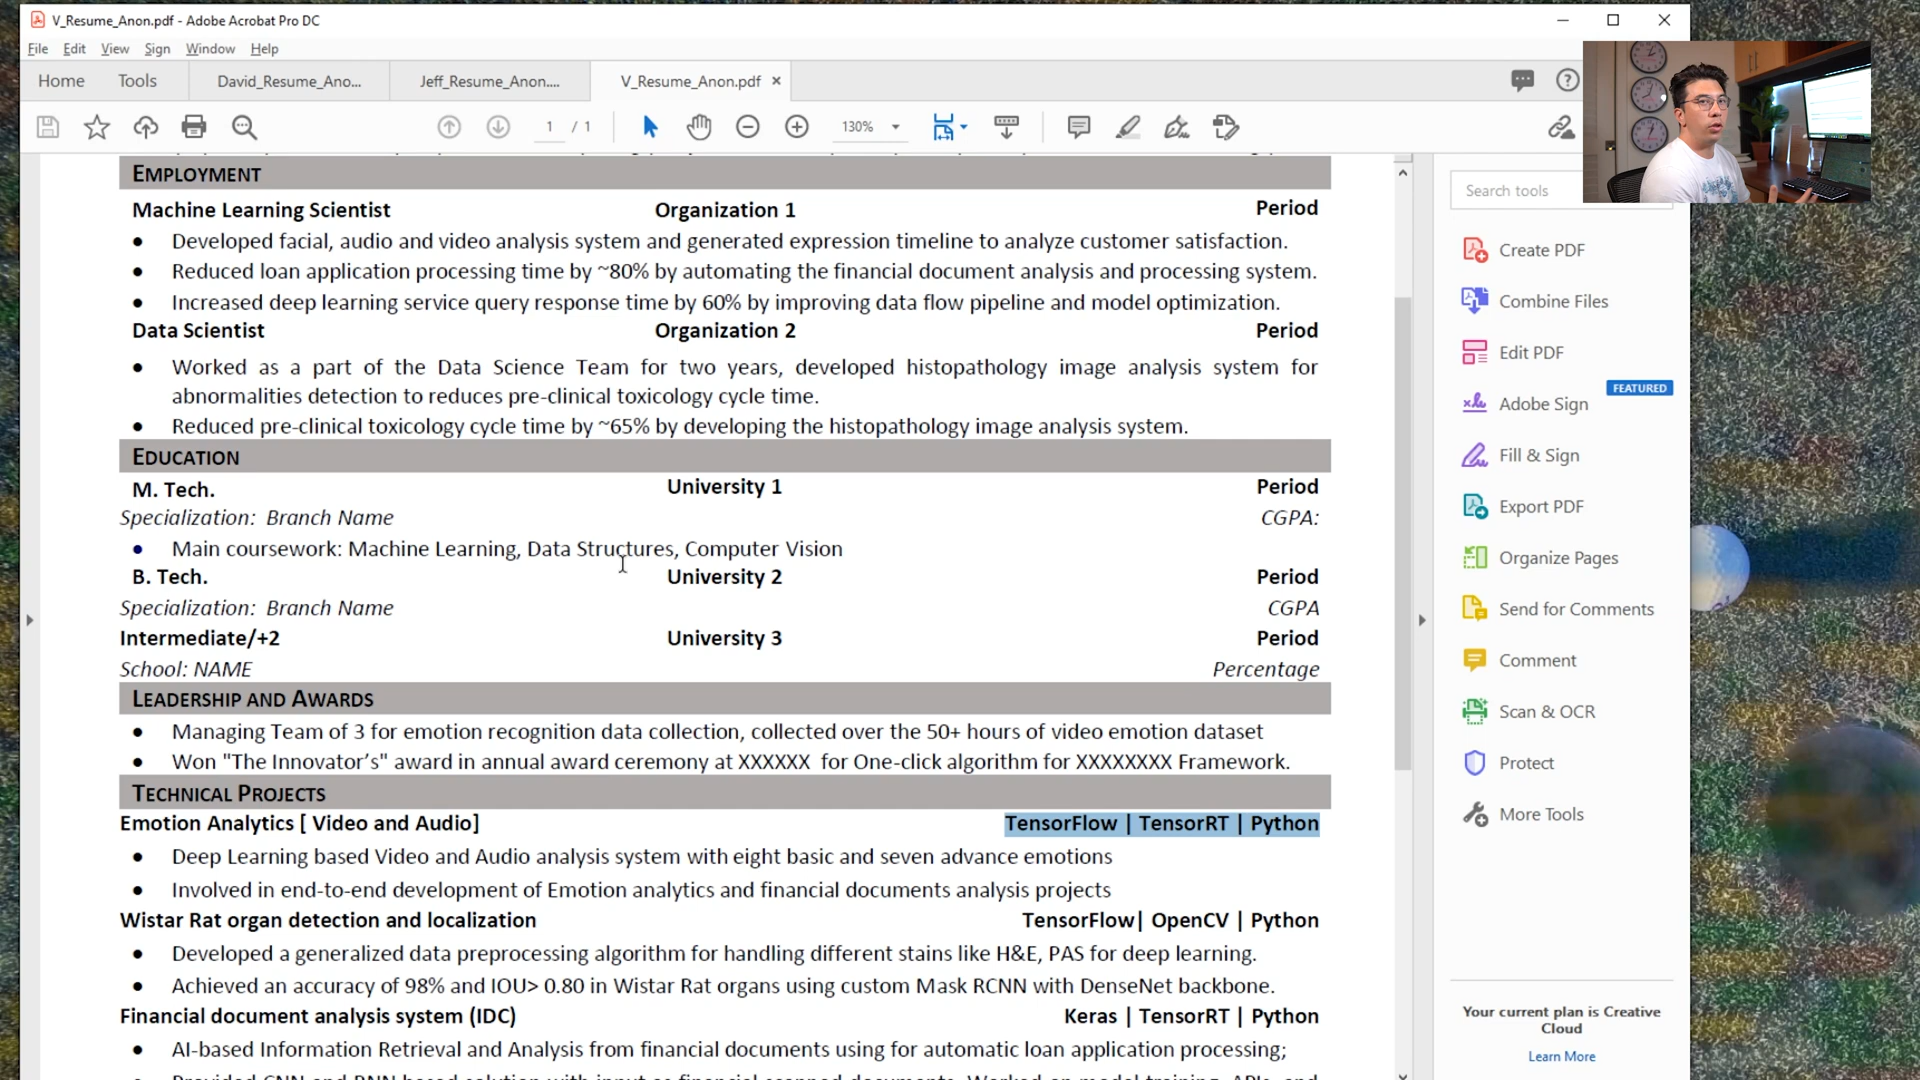 V_Resume_Anon.pdf - Adobe Acrobat Pro DC
File Edit View Sign Window Help
Home Tools David_Resume_Ano... Jeff_Resume_Anon.... V_Resume_Anon.pdf
1 / 1 130%
Search tools
EMPLOYMENT
Machine Learning Scientist Organization 1 Period
• Developed facial, audio and video analysis system and generated expression timeline to analyze customer satisfaction.
• Reduced loan application processing time by ~80% by automating the financial document analysis and processing system.
• Increased deep learning service query response time by 60% by improving data flow pipeline and model optimization.
Data Scientist Organization 2 Period
• Worked as a part of the Data Science Team for two years, developed histopathology image analysis system for
abnormalities detection to reduces pre-clinical toxicology cycle time.
• Reduced pre-clinical toxicology cycle time by ~65% by developing the histopathology image analysis system.
EDUCATION
M. Tech. University 1 Period
Specialization: Branch Name CGPA:
• Main coursework: Machine Learning, Data Structures, Computer Vision
B. Tech. University 2 Period
Specialization: Branch Name CGPA
Intermediate/+2 University 3 Period
School: NAME Percentage
LEADERSHIP AND AWARDS
• Managing Team of 3 for emotion recognition data collection, collected over the 50+ hours of video emotion dataset
• Won "The Innovator's" award in annual award ceremony at XXXXXX for One-click algorithm for XXXXXXXX Framework.
TECHNICAL PROJECTS
Emotion Analytics [ Video and Audio] TensorFlow | TensorRT | Python
• Deep Learning based Video and Audio analysis system with eight basic and seven advance emotions
• Involved in end-to-end development of Emotion analytics and financial documents analysis projects
Wistar Rat organ detection and localization TensorFlow| OpenCV | Python
• Developed a generalized data preprocessing algorithm for handling different stains like H&E, PAS for deep learning.
• Achieved an accuracy of 98% and IOU> 0.80 in Wistar Rat organs using custom Mask RCNN with DenseNet backbone.
Financial document analysis system (IDC) Keras | TensorRT | Python
• AI-based Information Retrieval and Analysis from financial documents using for automatic loan application processing;
Create PDF
Combine Files
Edit PDF
FEATURED
Adobe Sign
Fill & Sign
Export PDF
Organize Pages
Send for Comments
Comment
Scan & OCR
Protect
More Tools
Your current plan is Creative
Cloud
Learn More